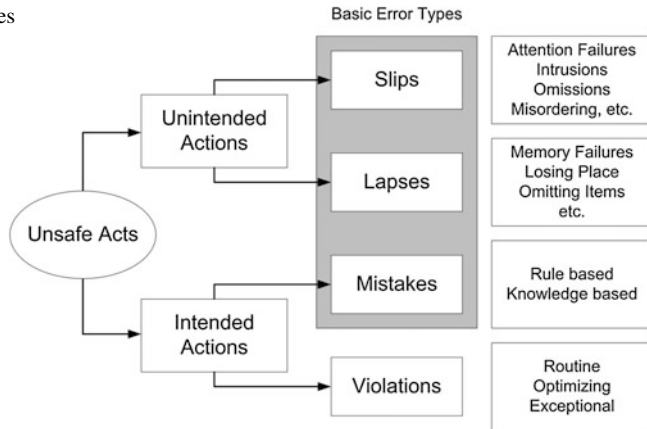 es
Basic Error Types
Slips
Attention Failures
Intrusions
Omissions
Misordering, etc.
Unintended
Actions
Lapses
Memory Failures
Losing Place
Omitting Items
etc.
Unsafe Acts
Mistakes
Rule based
Knowledge based
Intended
Actions
Violations
Routine
Optimizing
Exceptional